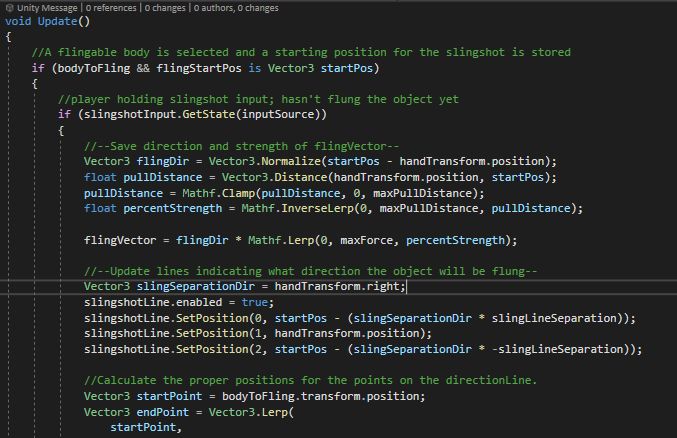 Unity Message | 0 references | 0 changes | 0 authors, 0 changes
void Update()
{
//A flingable body is selected and a starting position for the slingshot is stored
if (bodyToFling && flingStartPos is Vector3 startPos)
{
//player holding slingshot input; hasn't flung the object yet
if (slingshotInput.GetState(inputSource))
{
//--Save direction and strength of flingVector--
Vector3 flingDir = Vector3.Normalize(startPos - handTransform.position);
float pullDistance = Vector3.Distance(handTransform.position, startPos);
pullDistance = Mathf.Clamp(pullDistance, 0, maxPullDistance);
float percentStrength = Mathf.InverseLerp(0, maxPullDistance, pullDistance);
flingVector = flingDir * Mathf.Lerp(0, maxForce, percentStrength);
//--Update lines indicating what direction the object will be flung--
Vector3 slingSeparationDir = handTransform.right;
slingshotLine.enabled = true;
slingshotLine.SetPosition(0, startPos - (slingSeparationDir * slingLineSeparation));
slingshotLine.SetPosition(1, handTransform.position);
slingshotLine.SetPosition(2, startPos - (slingSeparationDir * -slingLineSeparation));
//Calculate the proper positions for the points on the directionLine.
Vector3 startPoint = bodyToFling.transform.position;
Vector3 endPoint = Vector3.Lerp(
startPoint,